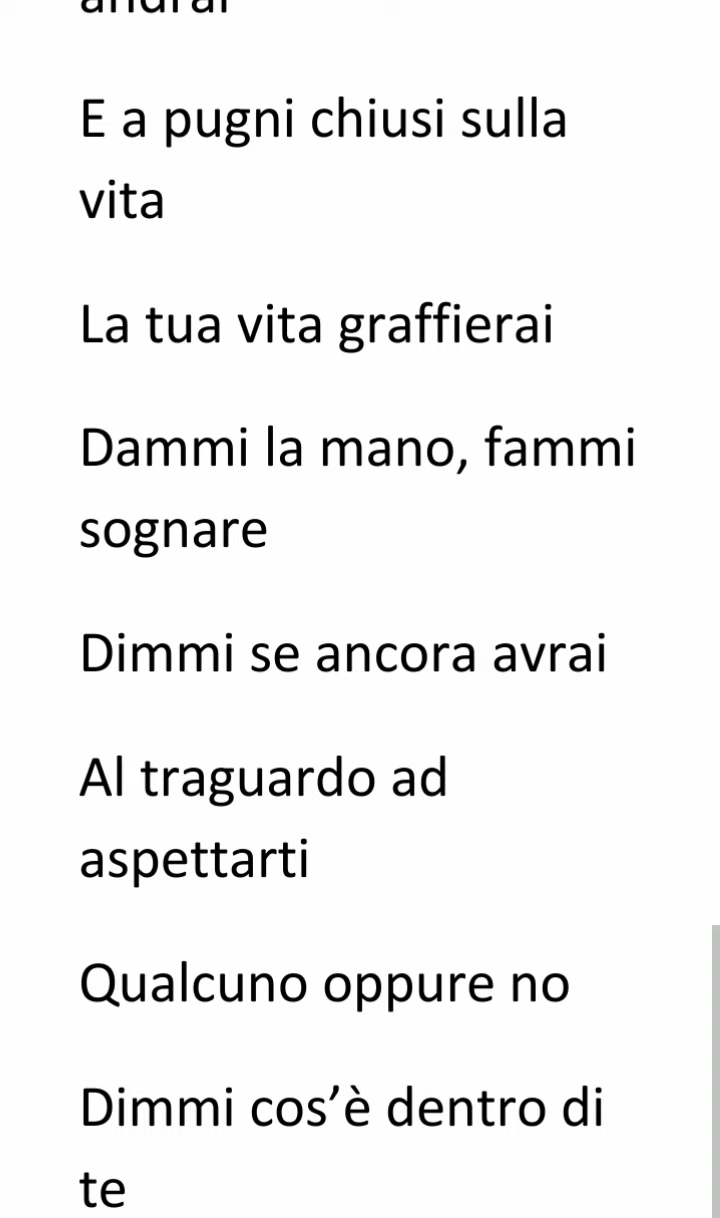 E a pugni chiusi sulla
vita
La tua vita graffierai
Dammi la mano, fammi
sognare
Dimmi se ancora avrai
Al traguardo ad
aspettarti
Qualcuno oppure no
Dimmi cos’è dentro di
te